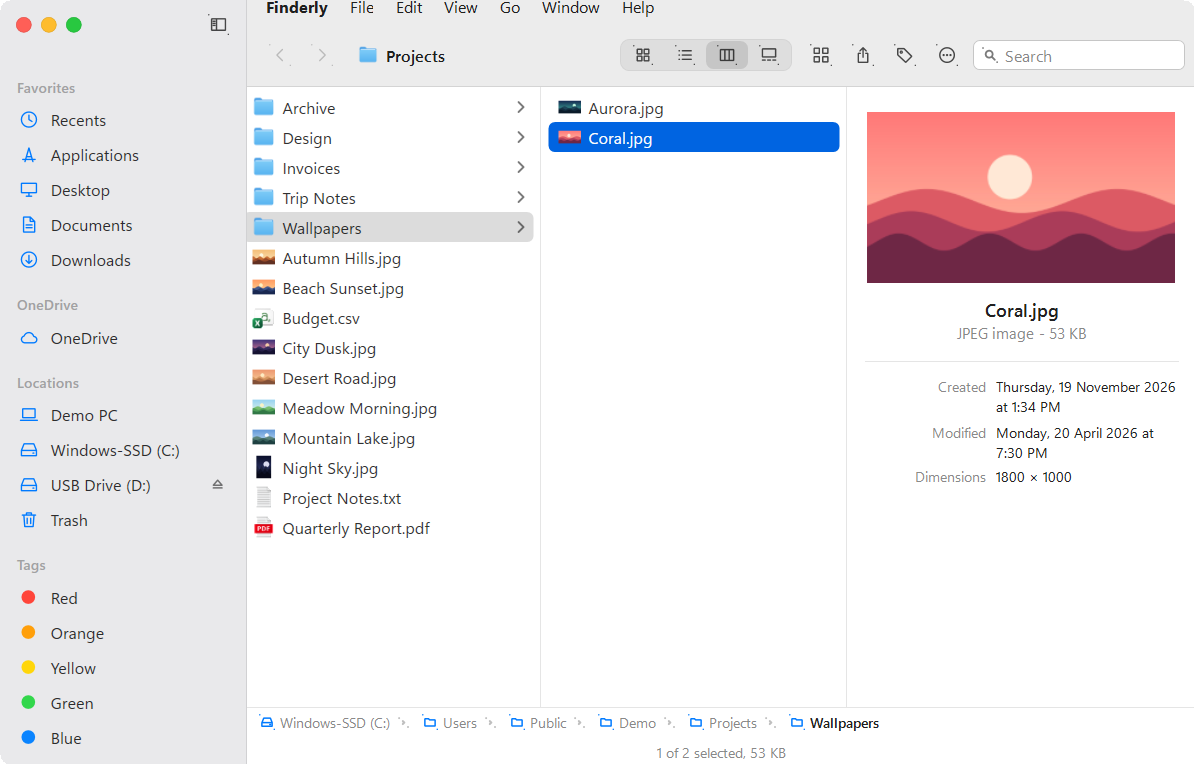 Finderly File Edit View Go Window Help
Projects
Search
Favorites
Recents
Applications
Desktop
Documents
Downloads
OneDrive
OneDrive
Locations
Demo PC
Windows-SSD (C:)
USB Drive (D:)
Trash
Tags
Red
Orange
Yellow
Green
Blue
Archive
Design
Invoices
Trip Notes
Wallpapers
Autumn Hills.jpg
Beach Sunset.jpg
Budget.csv
City Dusk.jpg
Desert Road.jpg
Meadow Morning.jpg
Mountain Lake.jpg
Night Sky.jpg
Project Notes.txt
PDF Quarterly Report.pdf
Aurora.jpg
Coral.jpg
Coral.jpg
JPEG image - 53 KB
Created Thursday, 19 November 2026
at 1:34 PM
Modified Monday, 20 April 2026 at
7:30 PM
Dimensions 1800 × 1000
Windows-SSD (C:) Users Public Demo Projects Wallpapers
1 of 2 selected, 53 KB